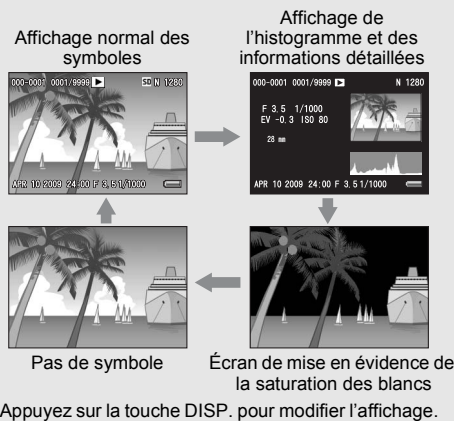 Affichage normal des
symboles
Affichage de
l'histogramme et des
informations détaillées
000-0001 0001/9999 SD N 1280
APR 10 2009 24:00 F 3.5 1/1000
000-0001 0001/9999 N 1280
F 3.5 1/1000
EV -0.3 ISO 80
28 mm
APR 10 2009 24:00 F 3.5 1/1000
Pas de symbole
Écran de mise en évidence de
la saturation des blancs
Appuyez sur la touche DISP. pour modifier l'affichage.